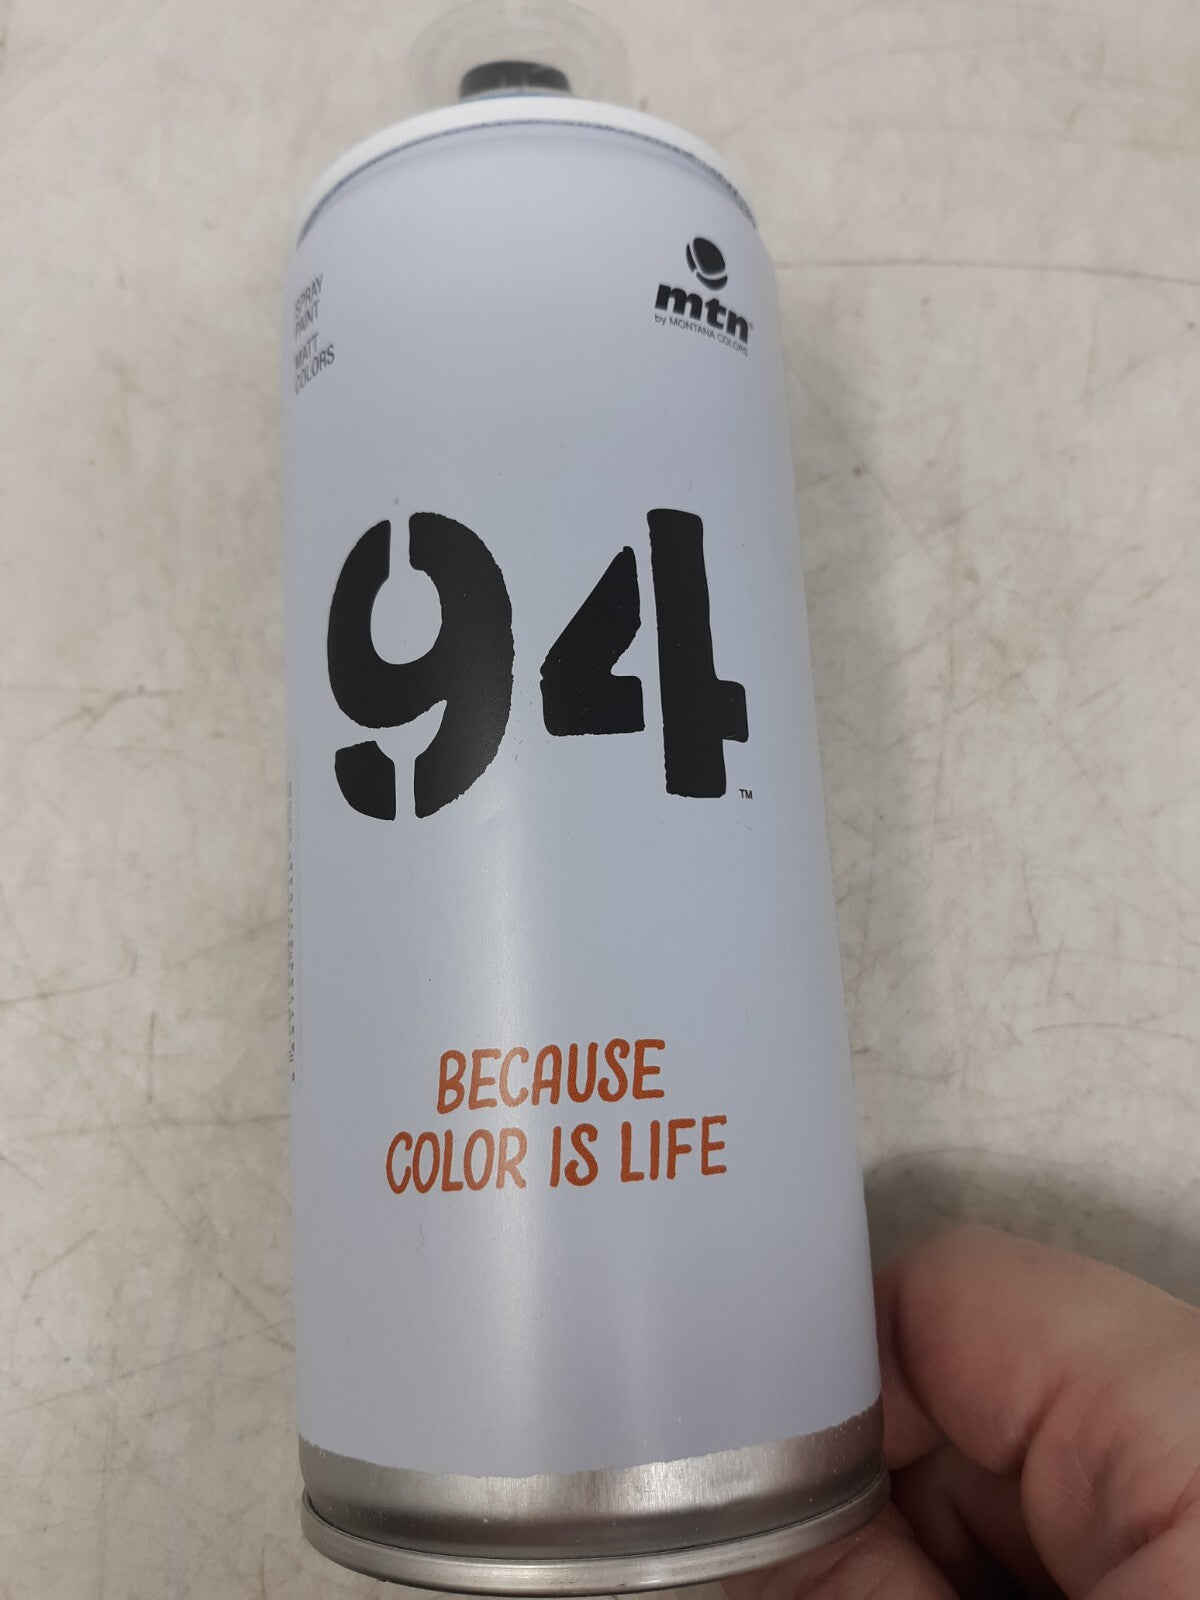 SPRAY
PAINT
MATT
COLORS
mtn®
by MONTANA COLORS
94
TM
BECAUSE
COLOR IS LIFE